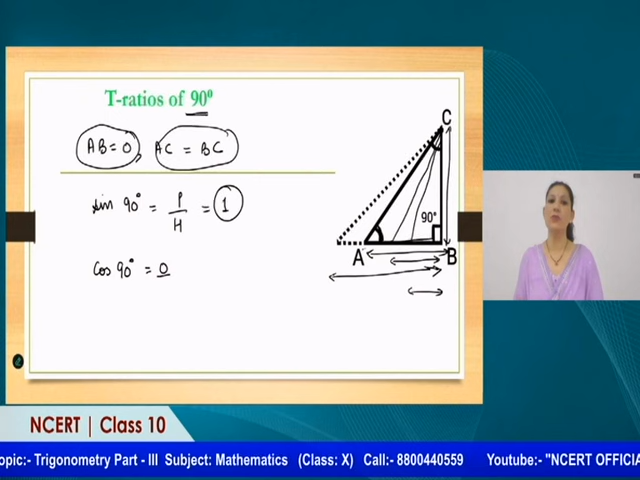 T-ratios of 90⁰
AB = 0, AC = BC
sin 90° = P/H = 1
cos 90° = 0
C
90°
A
B
NCERT | Class 10
opic:- Trigonometry Part - III Subject: Mathematics (Class: X) Call:- 8800440559 Youtube:- "NCERT OFFICIA